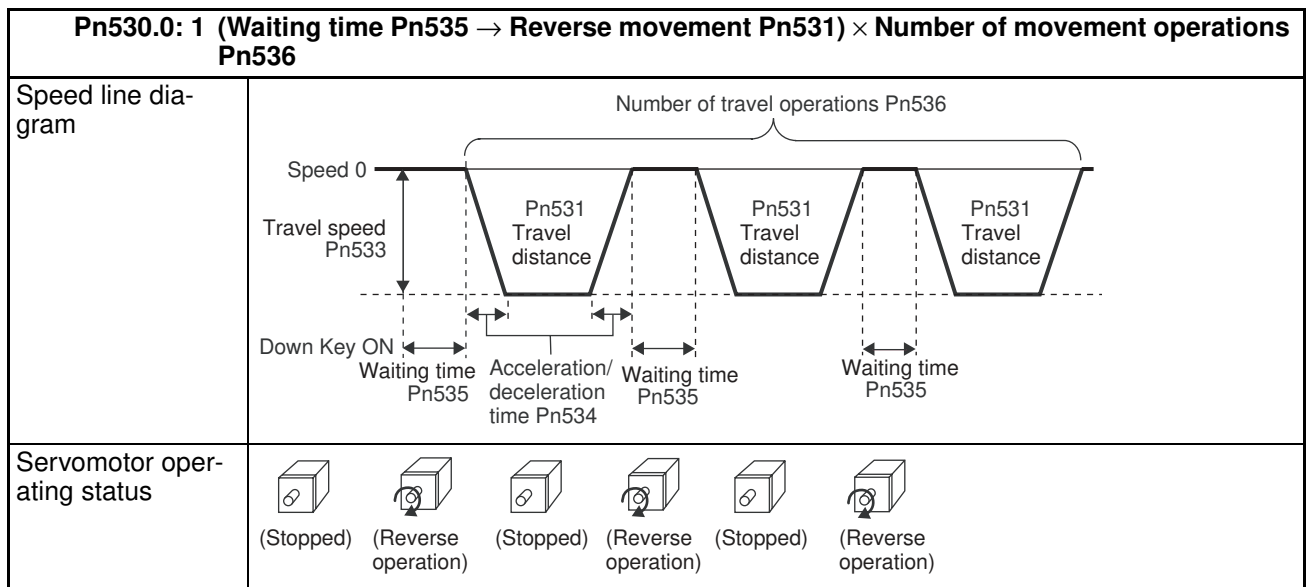 Pn530.0: 1 (Waiting time Pn535 → Reverse movement Pn531) × Number of movement operations
Pn536
Speed line dia-
gram
Number of travel operations Pn536
Speed 0
Travel speed
Pn533
Pn531
Travel
distance
Pn531
Travel
distance
Pn531
Travel
distance
Down Key ON
Waiting time
Pn535
Acceleration/
deceleration
time Pn534
Waiting time
Pn535
Waiting time
Pn535
Servomotor oper-
ating status
(Stopped)
(Reverse
operation)
(Stopped)
(Reverse
operation)
(Stopped)
(Reverse
operation)